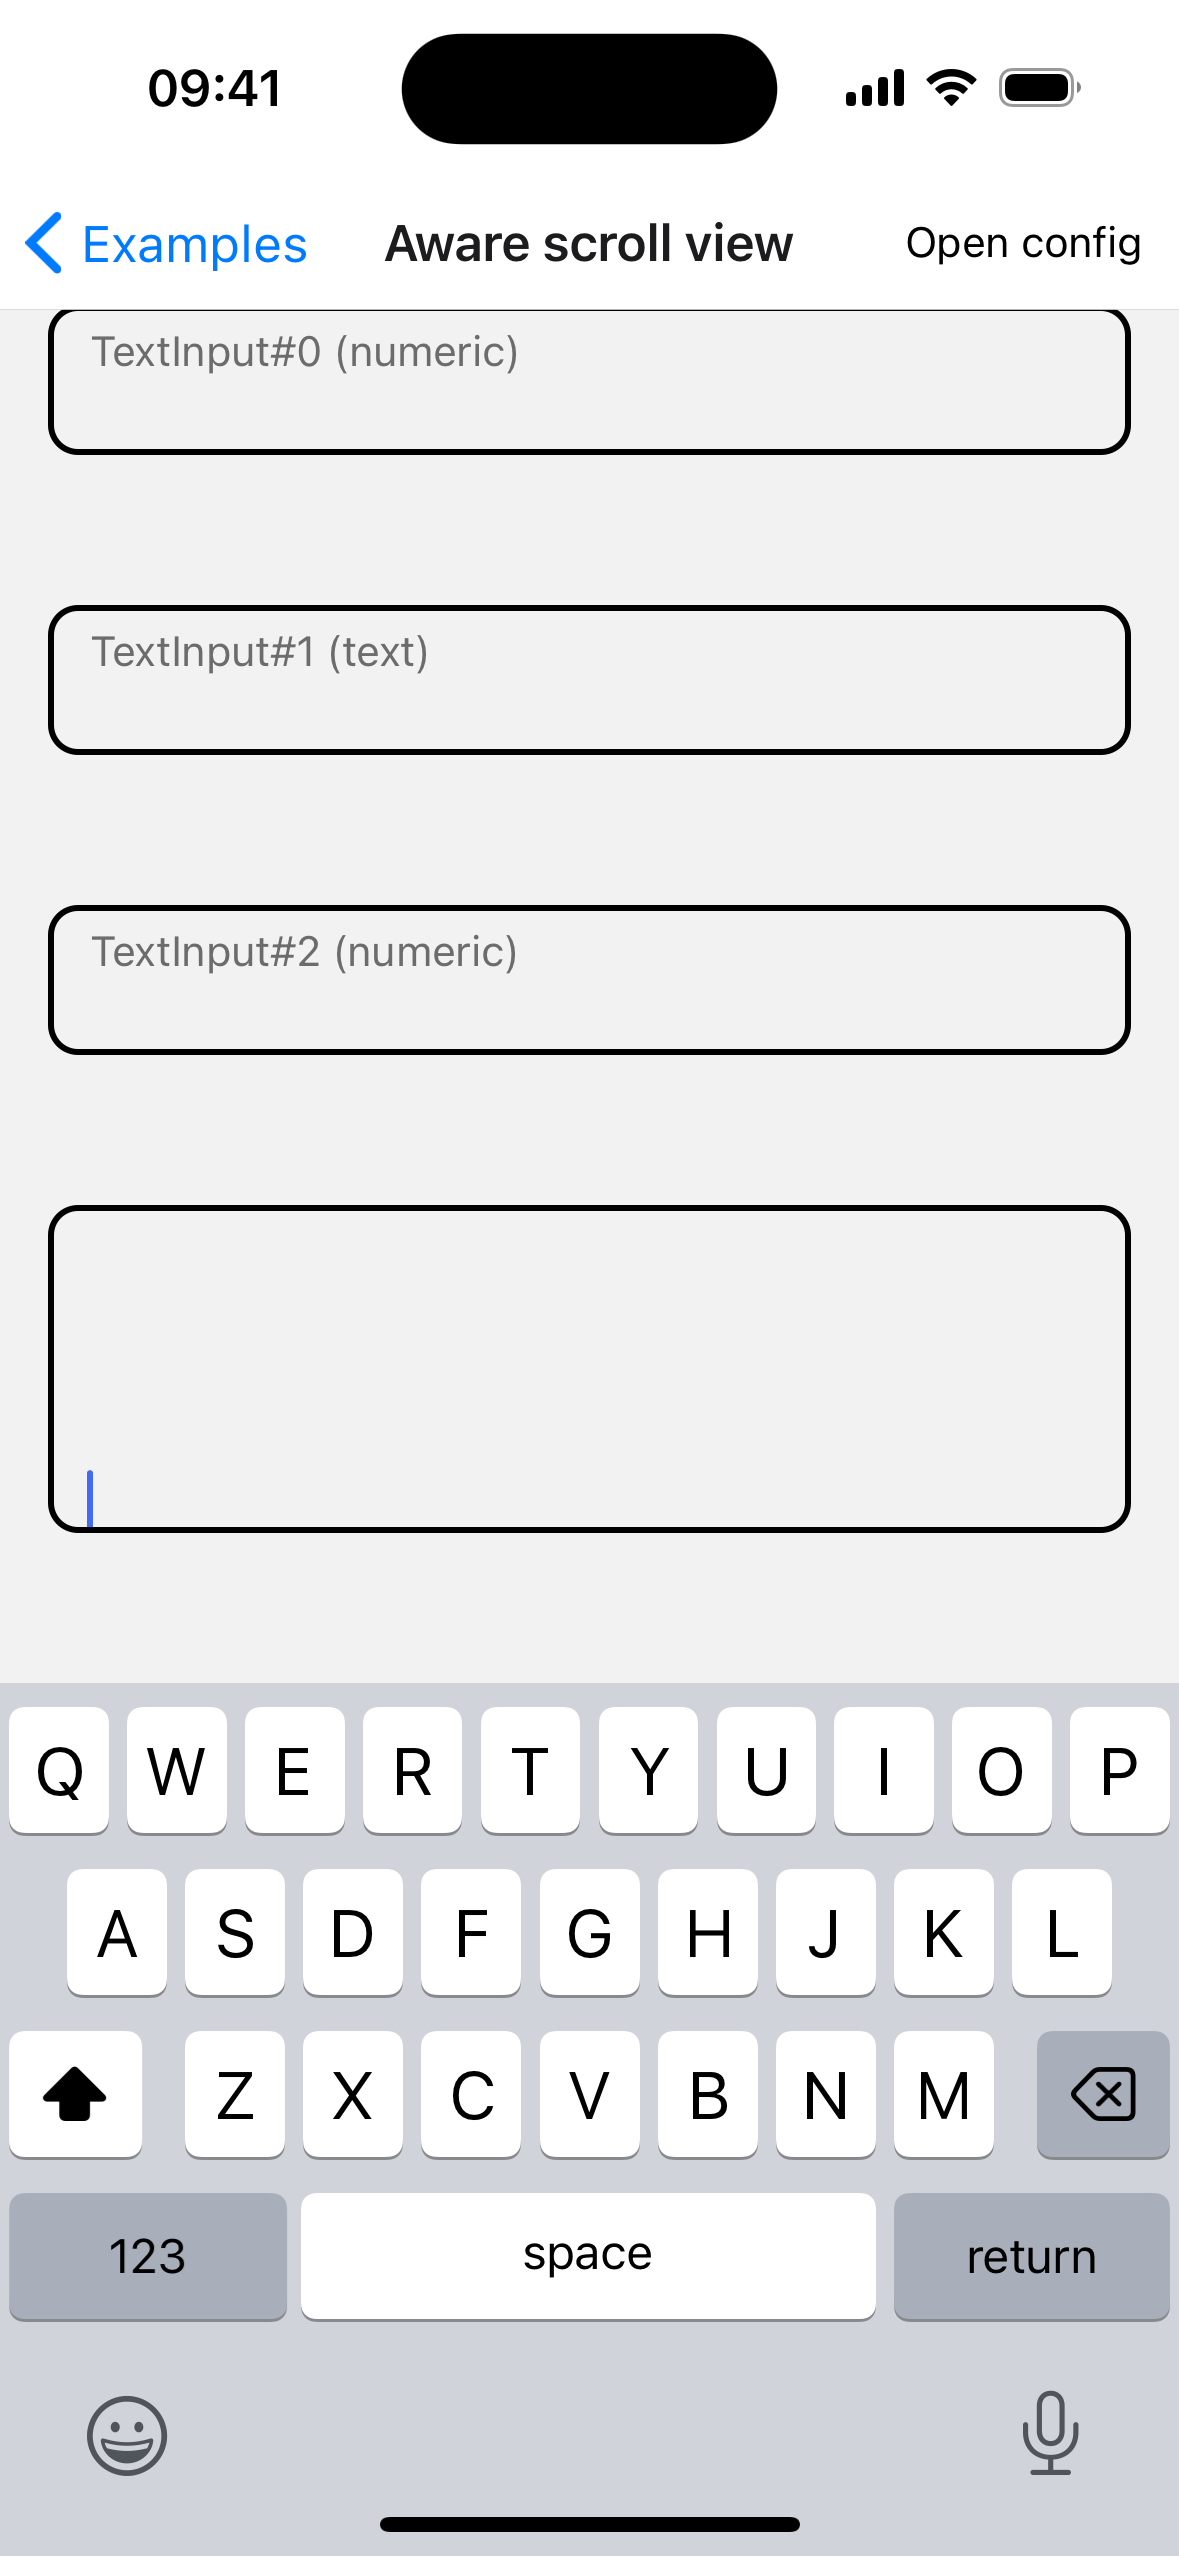 09:41
Examples Aware scroll view Open config
TextInput#0 (numeric)
TextInput#1 (text)
TextInput#2 (numeric)
Q W E R T Y U I O P
A S D F G H J K L
Z X C V B N M
123 space return